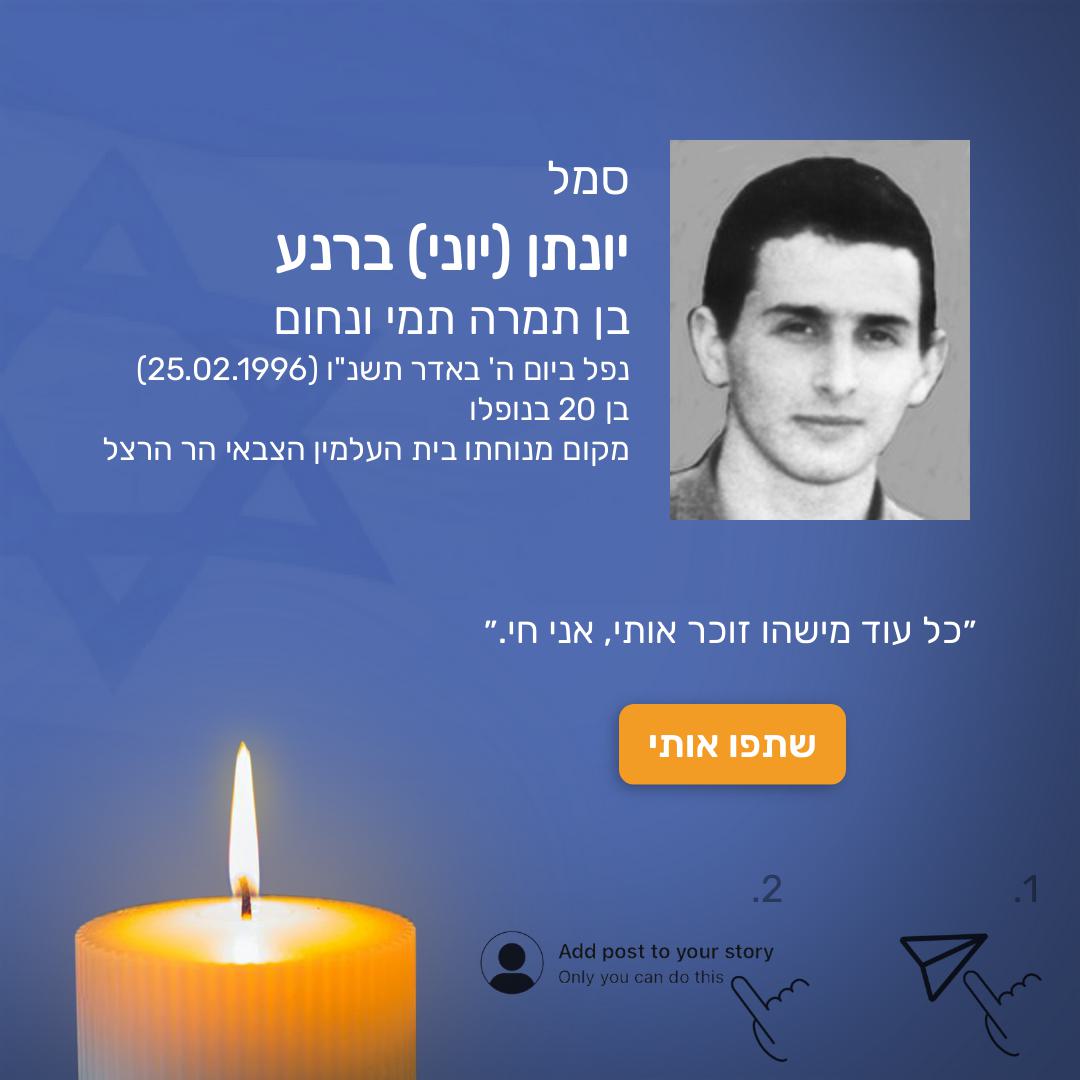 סמל
יונתן (יוני) ברנע
בן תמרה תמי ונחום
נפל ביום ה' באדר תשנ"ו (25.02.1996)
בן 20 בנופלו
מקום מנוחתו בית העלמין הצבאי הר הרצל
״כל עוד מישהו זוכר אותי, אני חי.״
שתפו אותי
.1
.2
Add post to your story
Only you can do this